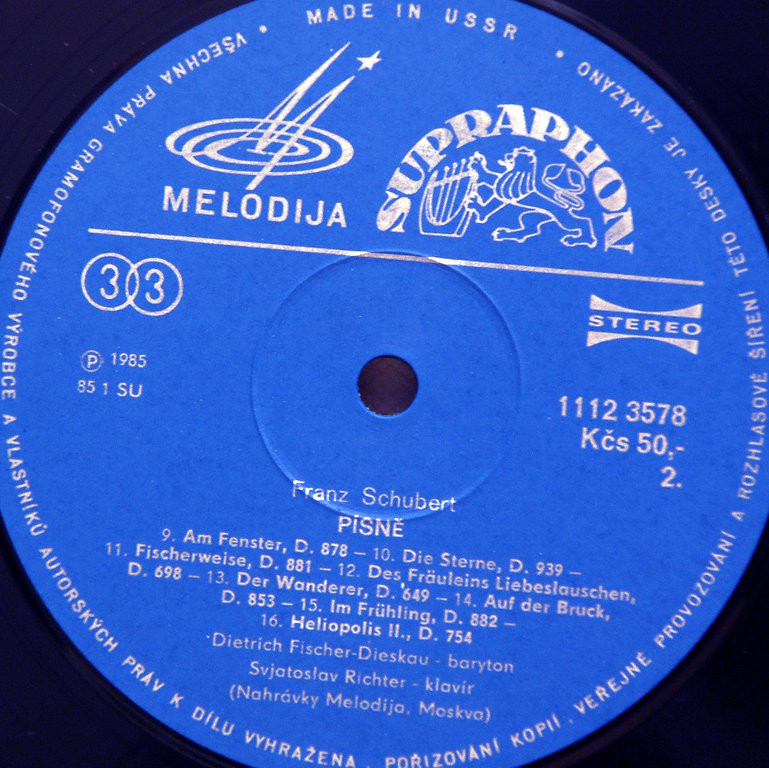 MADE IN USSR
VŠECHNA PRÁVA GRAMOFONOVÉHO VÝROBCE A VLASTNÍKŮ AUTORSKÝCH PRÁV K DÍLU VYHRAŽENA. POŘIZOVÁNÍ KOPIÍ, VEŘEJNÉ PROVOZOVÁNÍ A ROZHLASOVÉ ŠÍŘENÍ TÉTO DESKY JE ZAKÁZÁNO
MELODIJA
SUPRAPHON
33
STEREO
Ⓟ 1985
85 1 SU
1112 3578
Kčs 50,-
2.
Franz Schubert
PÍSNĚ
9. Am Fenster, D. 878 – 10. Die Sterne, D. 939 –
11. Fischerweise, D. 881 – 12. Des Fräuleins Liebeslauschen,
D. 698 – 13. Der Wanderer, D. 649 – 14. Auf der Bruck,
D. 853 – 15. Im Frühling, D. 882 –
16. Heliopolis II., D. 754
Dietrich Fischer-Dieskau - baryton
Svjatoslav Richter - klavír
(Nahrávky Melodija, Moskva)